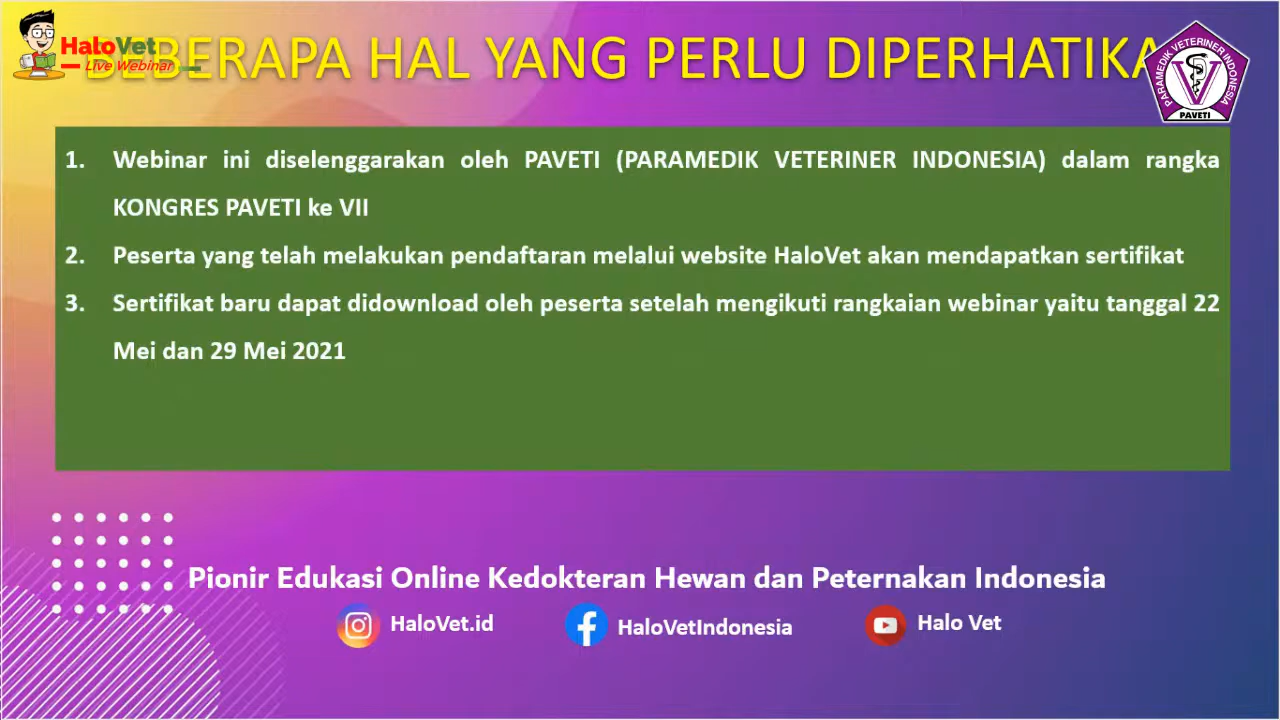 HaloVet
Live Webinar
BEBERAPA HAL YANG PERLU DIPERHATIKA
PARAMEDIK VETERINER INDONESIA
PAVETI
1. Webinar ini diselenggarakan oleh PAVETI (PARAMEDIK VETERINER INDONESIA) dalam rangka
KONGRES PAVETI ke VII
2. Peserta yang telah melakukan pendaftaran melalui website HaloVet akan mendapatkan sertifikat
3. Sertifikat baru dapat didownload oleh peserta setelah mengikuti rangkaian webinar yaitu tanggal 22
Mei dan 29 Mei 2021
Pionir Edukasi Online Kedokteran Hewan dan Peternakan Indonesia
HaloVet.id
HaloVetIndonesia
Halo Vet